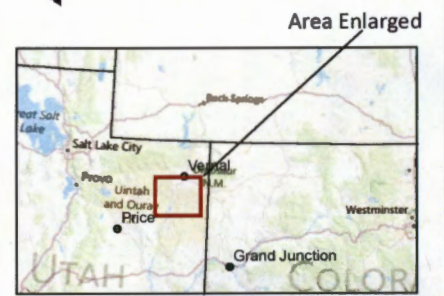 Area Enlarged
Rock Springs
reat Salt
Lake
Salt Lake City
Vernal
Provo
N.M.
Uintah
and Ouray
Westminster
Price
Grand Junction
UTAH
COLOR